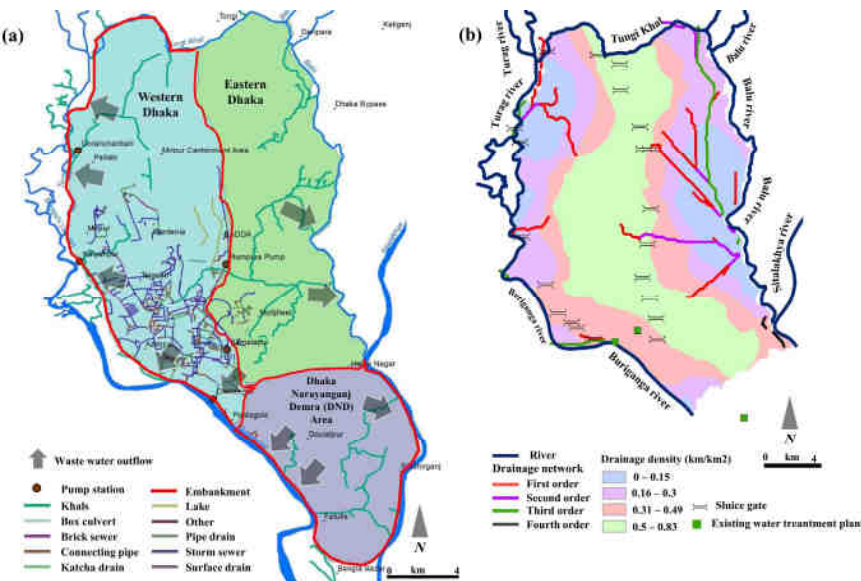 (a)
Tongi
Kaliganj
Tungi Khal
Western
Dhaka
Eastern
Dhaka
Dhaka Bypass
Mirpur Cantonment Area
Pallabi
BADDA
Rampura Pump
Dhaka
Narayanganj
Demra (DND)
Area
Fatulla
Waste water outflow
Pump station
Khals
Box culvert
Brick sewer
Connecting pipe
Katcha drain
Embankment
Lake
Other
Pipe drain
Storm sewer
Surface drain
N
0 km 4
(b)
Tungi Khal
Turag river
Turag river
Balu river
Balu river
Balu river
Sitalakhya river
Buriganga river
Buriganga river
N
0 km 4
River
Drainage network
First order
Second order
Third order
Fourth order
Drainage density (km/km2)
0 – 0.15
0.16 – 0.3
0.31 – 0.49
0.5 – 0.83
Sluice gate
Existing water treantment plan